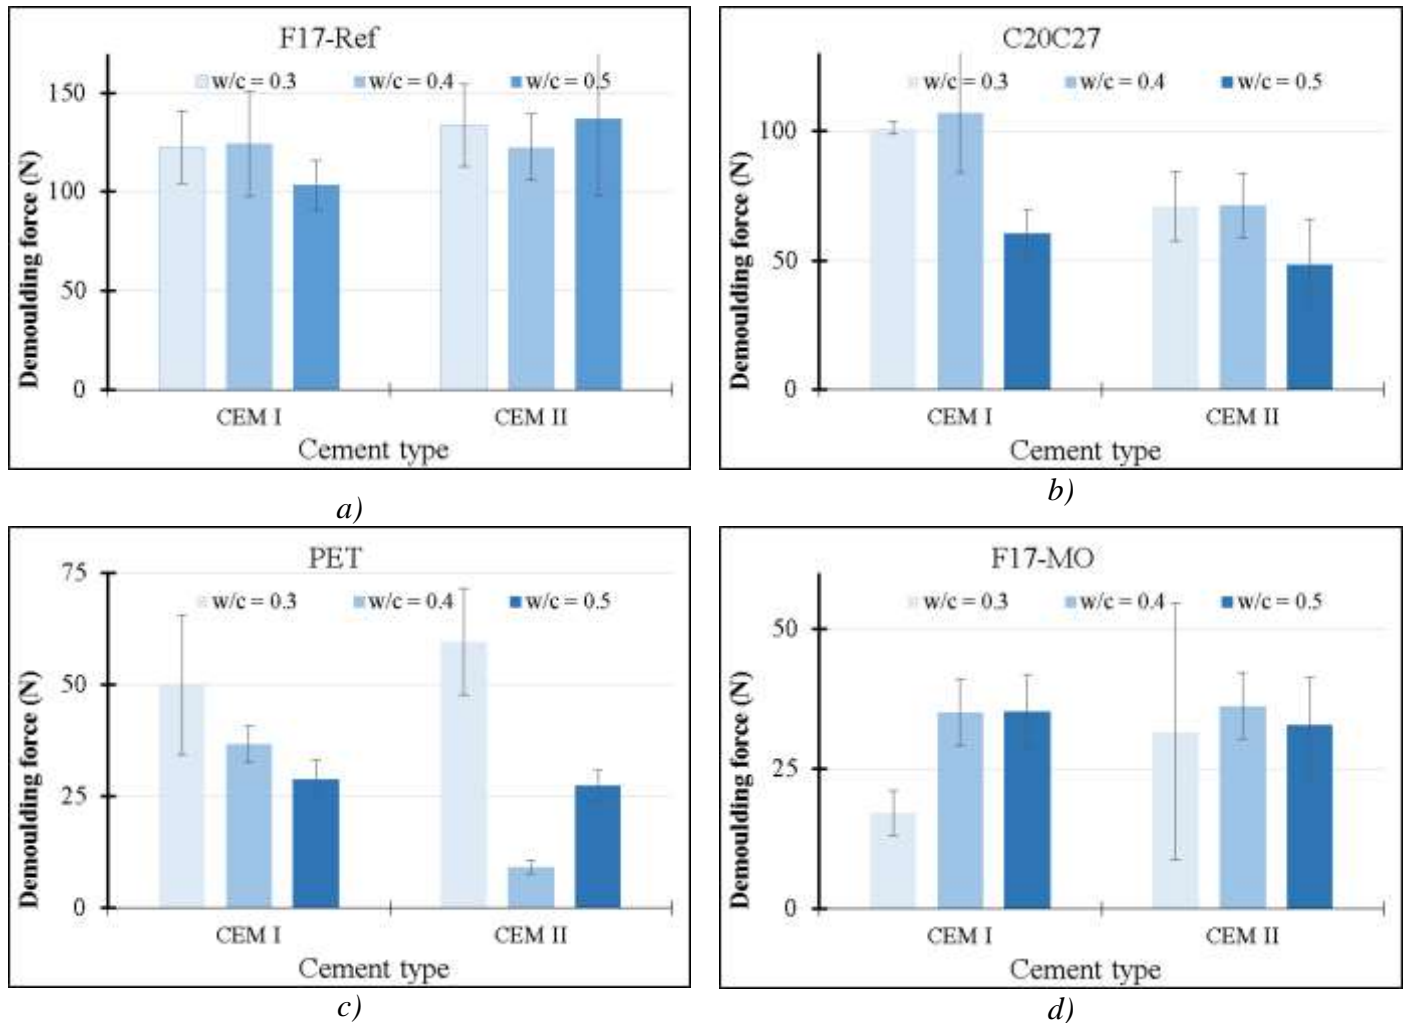 F17-Ref
w/c = 0.3 w/c = 0.4 w/c = 0.5
150
100
50
0
Demoulding force (N)
CEM I CEM II
Cement type
a)
C20C27
w/c = 0.3 w/c = 0.4 w/c = 0.5
100
50
0
Demoulding force (N)
CEM I CEM II
Cement type
b)
PET
75
w/c = 0.3 w/c = 0.4 w/c = 0.5
50
25
0
Demoulding force (N)
CEM I CEM II
Cement type
c)
F17-MO
w/c = 0.3 w/c = 0.4 w/c = 0.5
50
25
0
Demoulding force (N)
CEM I CEM II
Cement type
d)